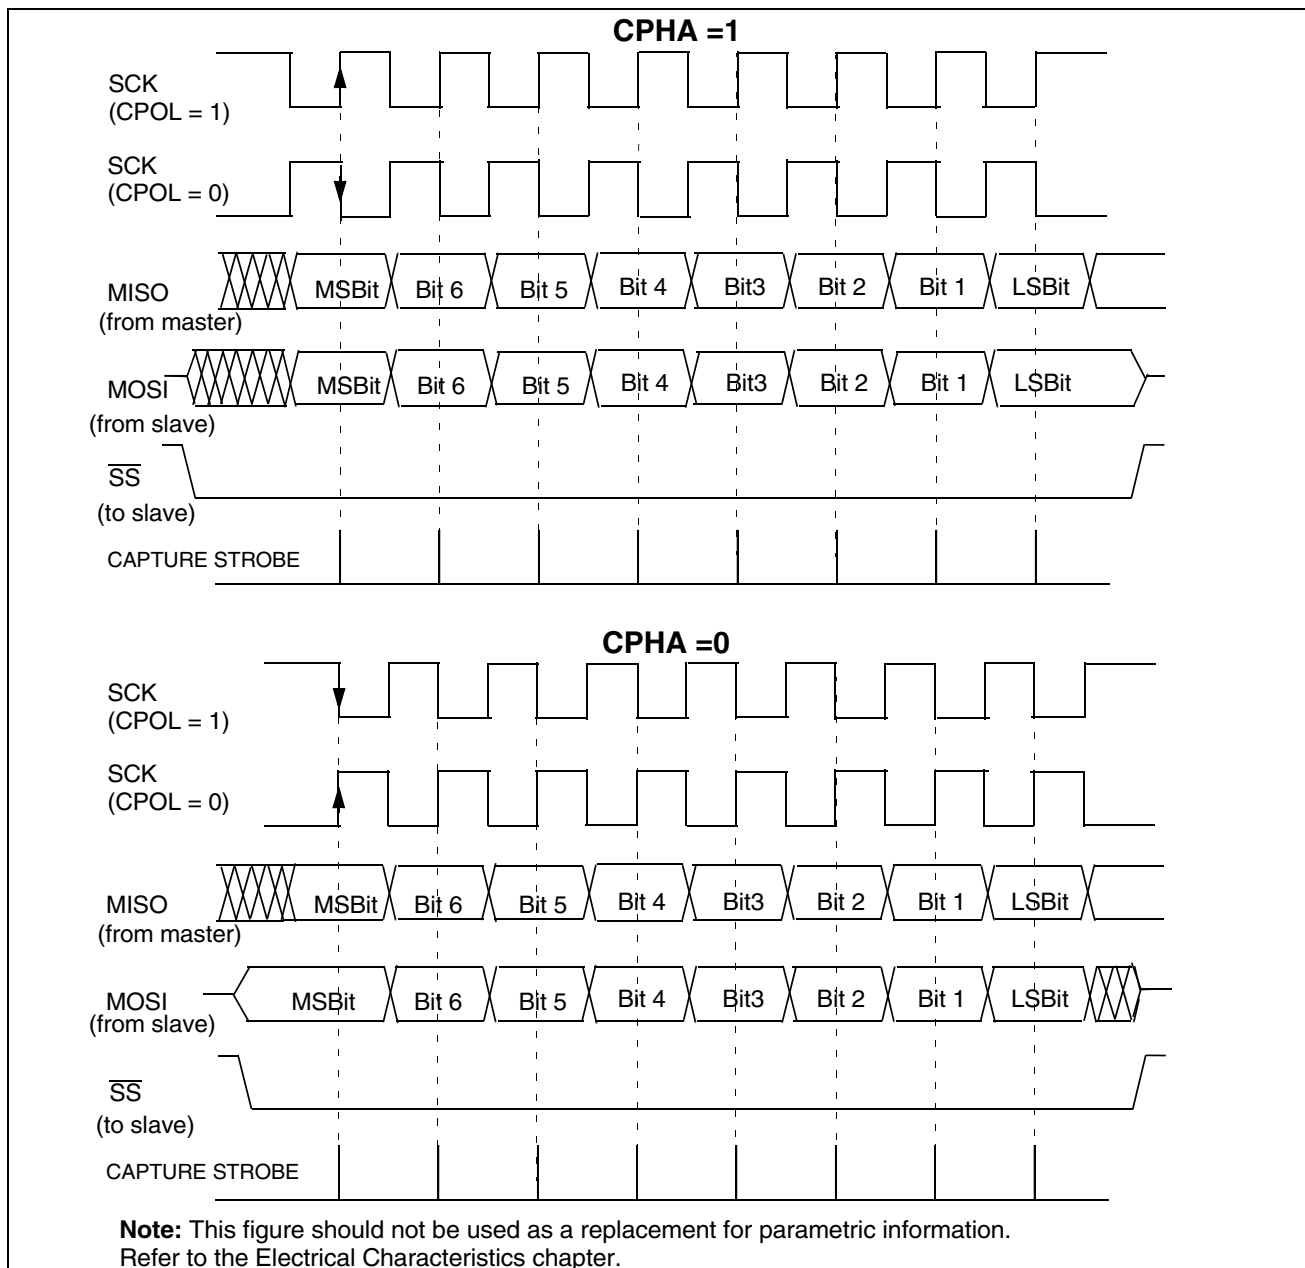 CPHA =1
SCK
(CPOL = 1)
SCK
(CPOL = 0)
MISO
(from master)
MSBit Bit 6 Bit 5 Bit 4 Bit3 Bit 2 Bit 1 LSBit
MOSI
(from slave)
MSBit Bit 6 Bit 5 Bit 4 Bit3 Bit 2 Bit 1 LSBit
SS
(to slave)
CAPTURE STROBE
CPHA =0
SCK
(CPOL = 1)
SCK
(CPOL = 0)
MISO
(from master)
MSBit Bit 6 Bit 5 Bit 4 Bit3 Bit 2 Bit 1 LSBit
MOSI
(from slave)
MSBit Bit 6 Bit 5 Bit 4 Bit3 Bit 2 Bit 1 LSBit
SS
(to slave)
CAPTURE STROBE
Note: This figure should not be used as a replacement for parametric information.
Refer to the Electrical Characteristics chapter.